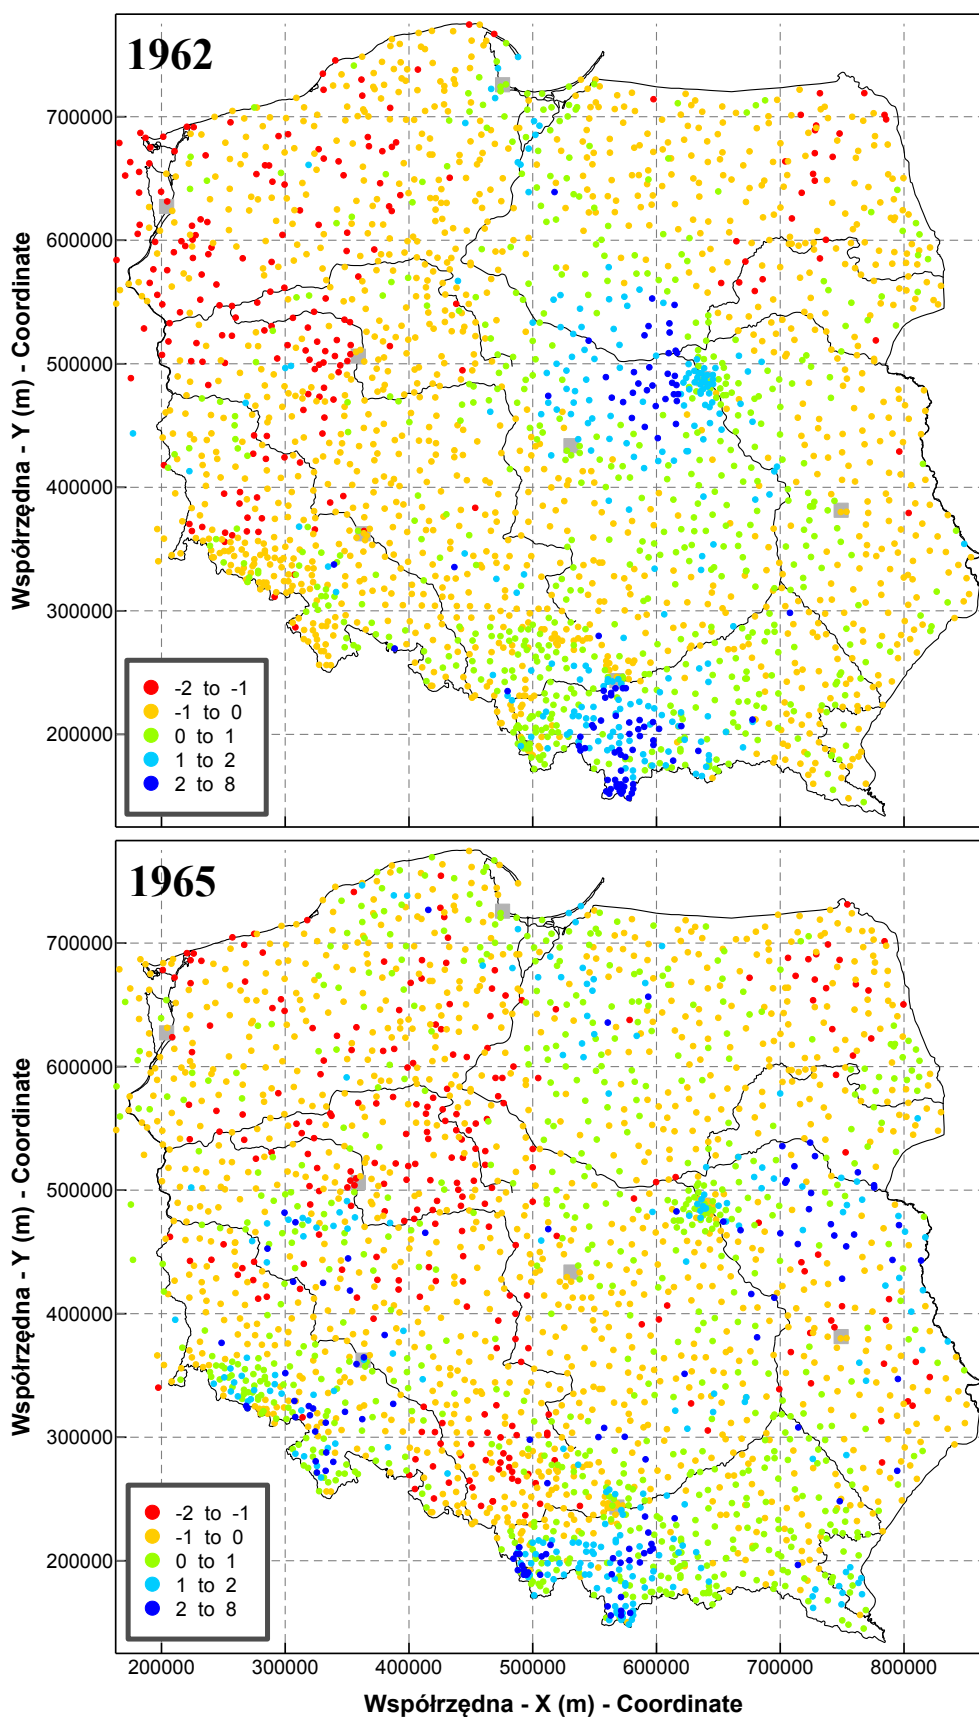 1962
700000
600000
500000
400000
300000
200000
Współrzędna - Y (m) - Coordinate
-2 to -1
-1 to 0
0 to 1
1 to 2
2 to 8
1965
700000
600000
500000
400000
300000
200000
Współrzędna - Y (m) - Coordinate
-2 to -1
-1 to 0
0 to 1
1 to 2
2 to 8
200000 300000 400000 500000 600000 700000 800000
Współrzędna - X (m) - Coordinate